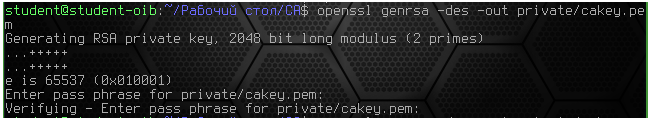 student@student-oib:~/Рабочий стол/CA$ openssl genrsa -des -out private/cakey.pe
m
Generating RSA private key, 2048 bit long modulus (2 primes)
...+++++
...+++++
e is 65537 (0x010001)
Enter pass phrase for private/cakey.pem:
Verifying - Enter pass phrase for private/cakey.pem: